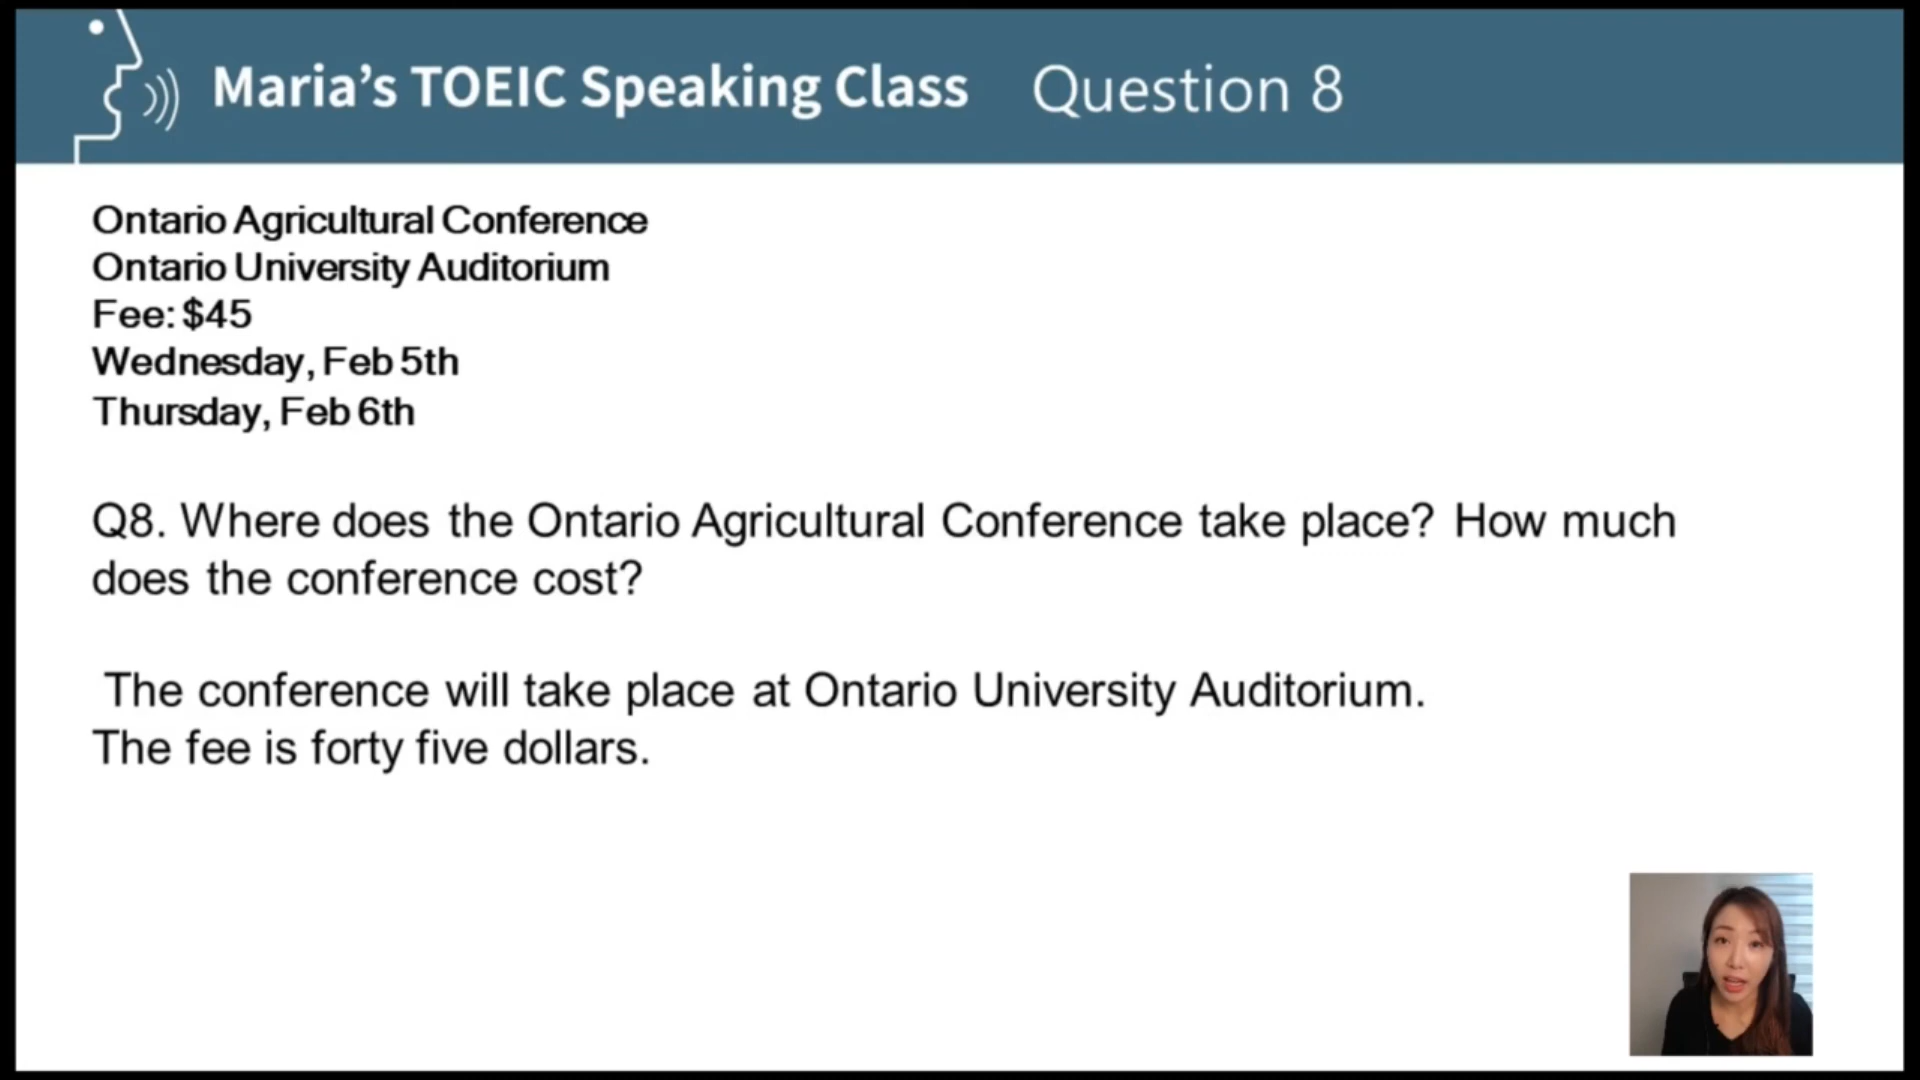 Maria's TOEIC Speaking Class Question 8
Ontario Agricultural Conference
Ontario University Auditorium
Fee: $45
Wednesday, Feb 5th
Thursday, Feb 6th
Q8. Where does the Ontario Agricultural Conference take place? How much
does the conference cost?
The conference will take place at Ontario University Auditorium.
The fee is forty five dollars.